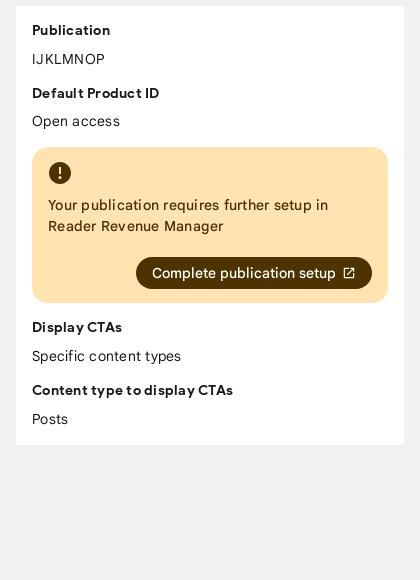 Publication
IJKLMNOP
Default Product ID
Open access
Your publication requires further setup in
Reader Revenue Manager
Complete publication setup
Display CTAs
Specific content types
Content type to display CTAs
Posts